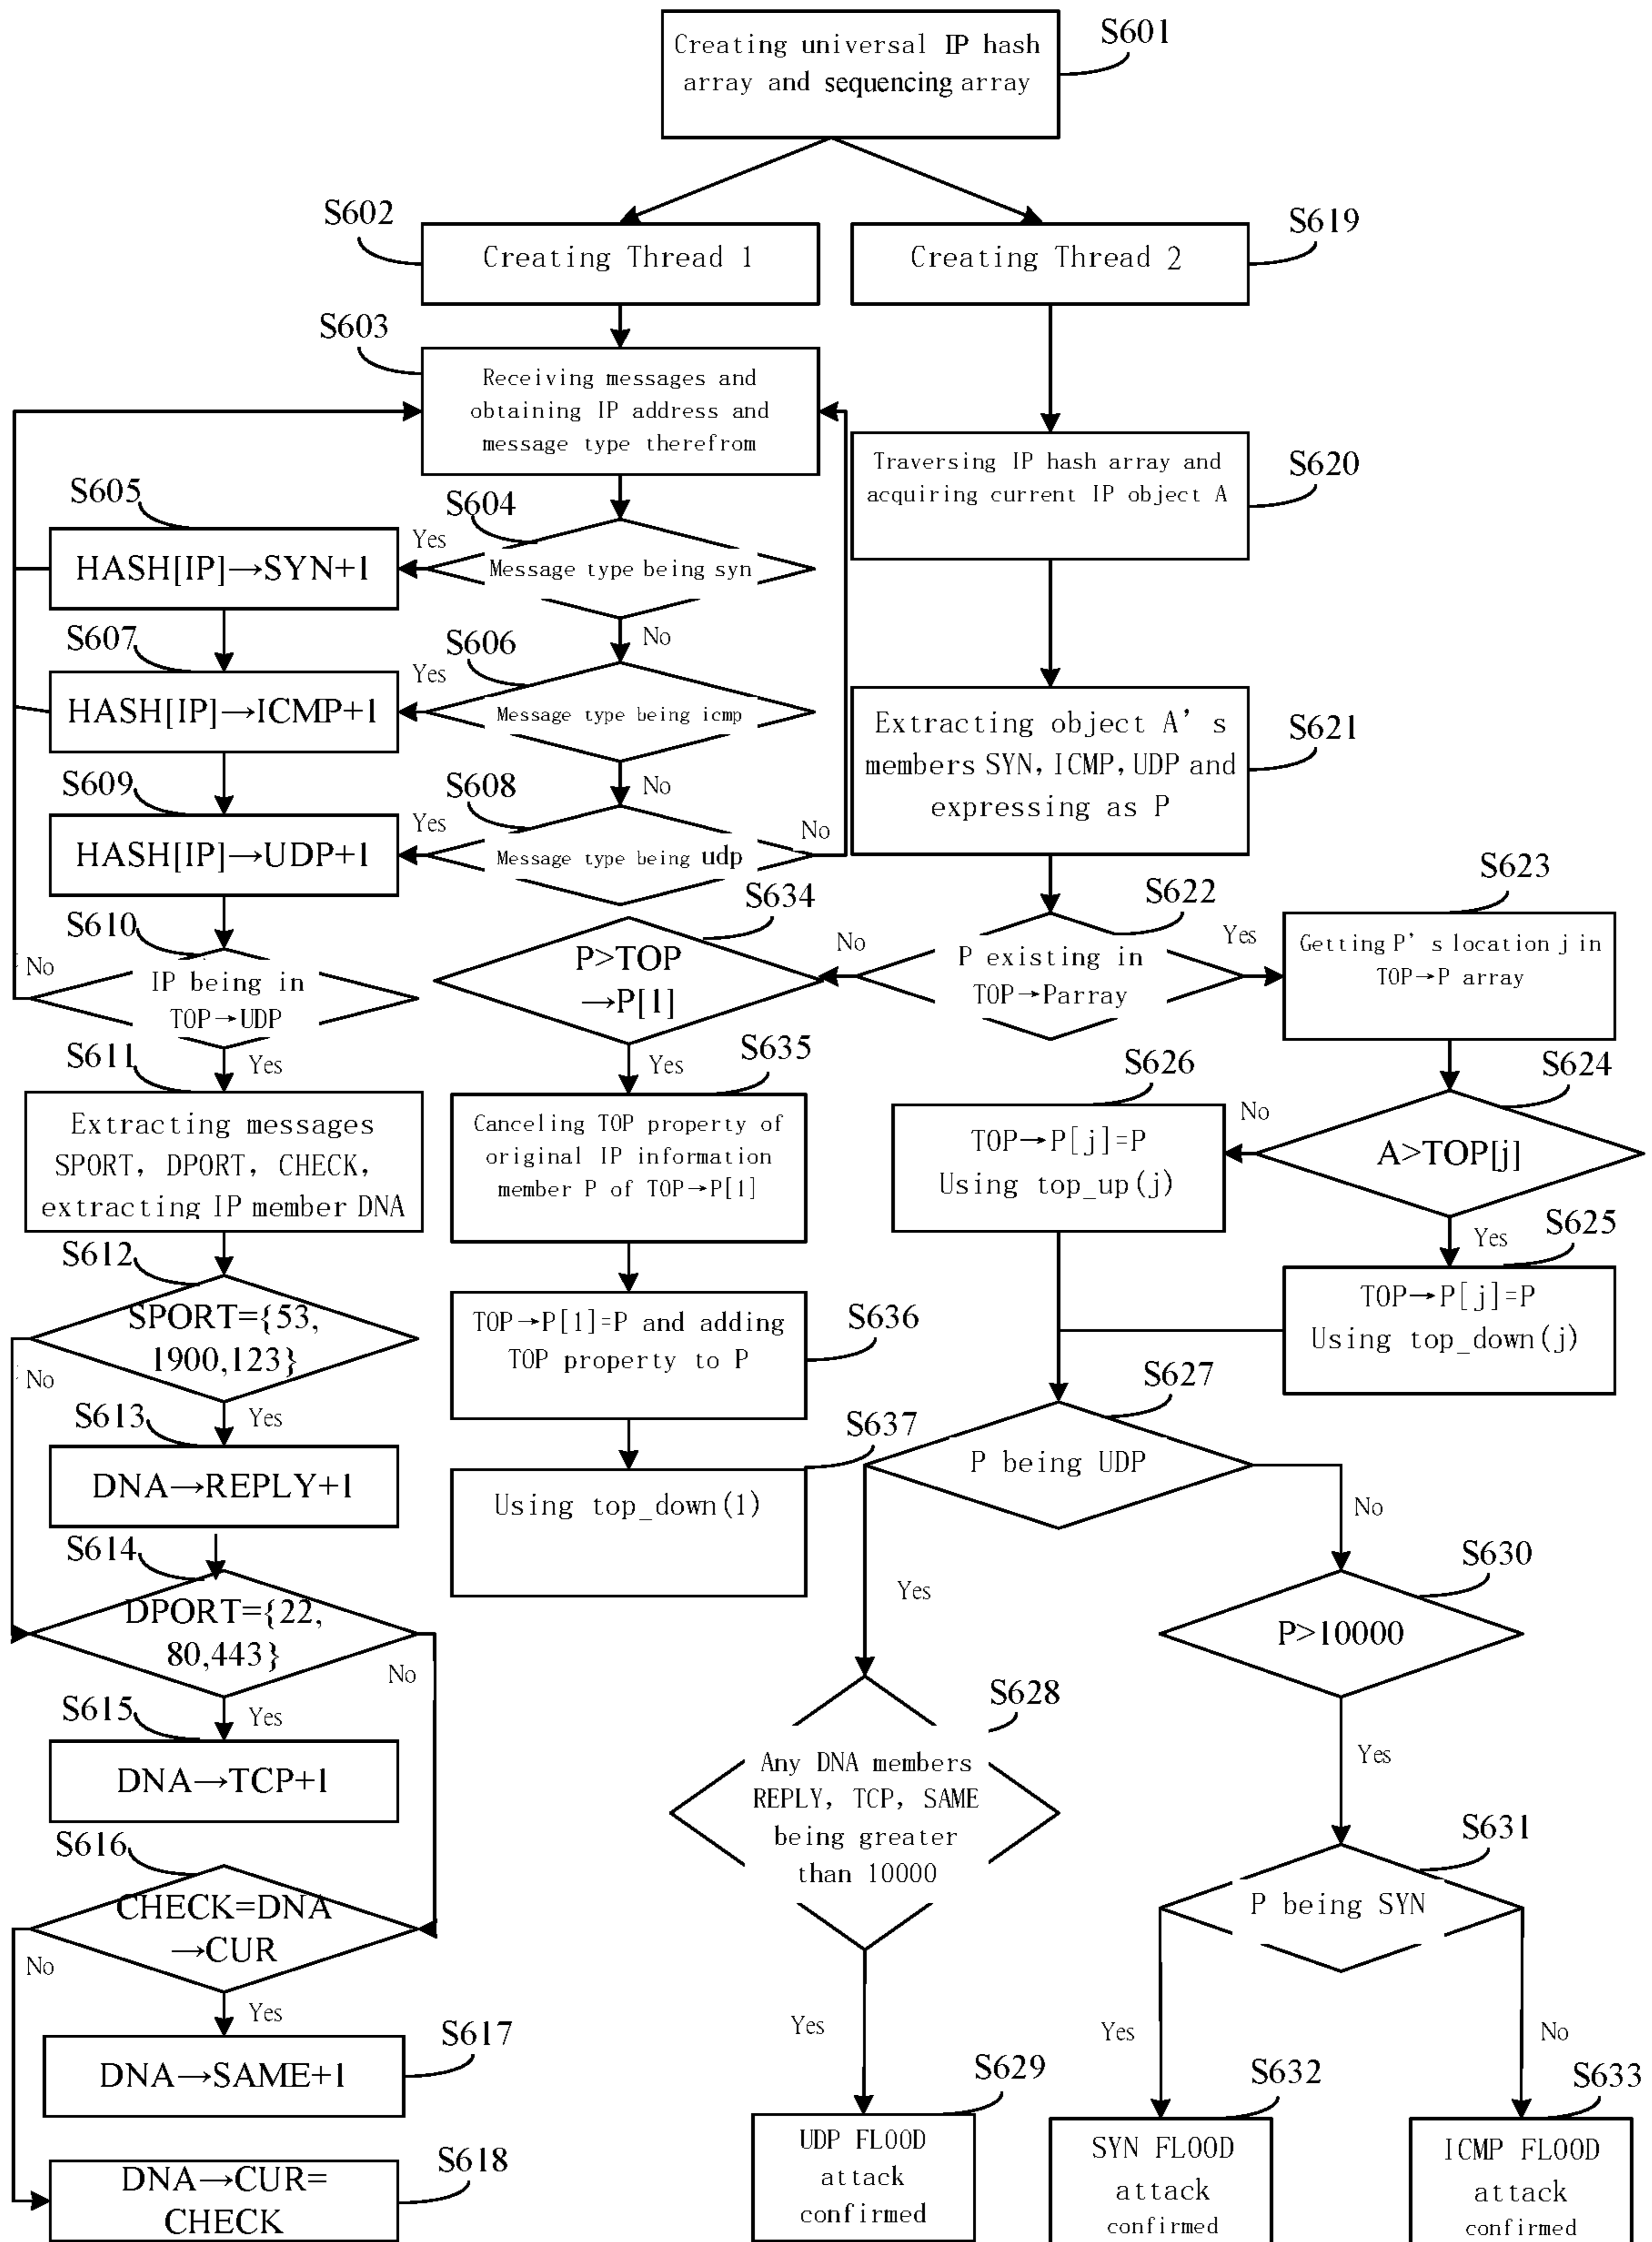 Creating universal IP hash
array and sequencing array
S601
S602
Creating Thread 1
Creating Thread 2
S619
S603
Receiving messages and
obtaining IP address and
message type therefrom
Traversing IP hash array and
acquiring current IP object A
S620
S605
HASH[IP]→SYN+1
Yes
S604
Message type being syn
No
S607
HASH[IP]→ICMP+1
Yes
S606
Message type being icmp
No
Extracting object A's
members SYN, ICMP, UDP and
expressing as P
S621
S609
HASH[IP]→UDP+1
Yes
S608
Message type being udp
No
S610
No
IP being in
TOP→UDP
Yes
S634
P>TOP
→P[1]
Yes
No
S622
P existing in
TOP→Parray
Yes
S623
Getting P's location j in
TOP→P array
S611
Extracting messages
SPORT, DPORT, CHECK,
extracting IP member DNA
S635
Canceling TOP property of
original IP information
member P of TOP→P[1]
S626
TOP→P[j]=P
Using top_up(j)
No
S624
A>TOP[j]
Yes
S625
TOP→P[j]=P
Using top_down(j)
S612
SPORT={53,
1900,123}
No
Yes
TOP→P[1]=P and adding
TOP property to P
S636
S613
DNA→REPLY+1
S637
Using top_down(1)
S627
P being UDP
Yes
No
S614
DPORT={22,
80,443}
No
Yes
S630
P>10000
Yes
S615
DNA→TCP+1
S628
Any DNA members
REPLY, TCP, SAME
being greater
than 10000
Yes
S616
CHECK=DNA
→CUR
No
Yes
S631
P being SYN
Yes
No
DNA→SAME+1
S617
S629
UDP FLOOD
attack
confirmed
S632
SYN FLOOD
attack
confirmed
S633
ICMP FLOOD
attack
confirmed
DNA→CUR=
CHECK
S618